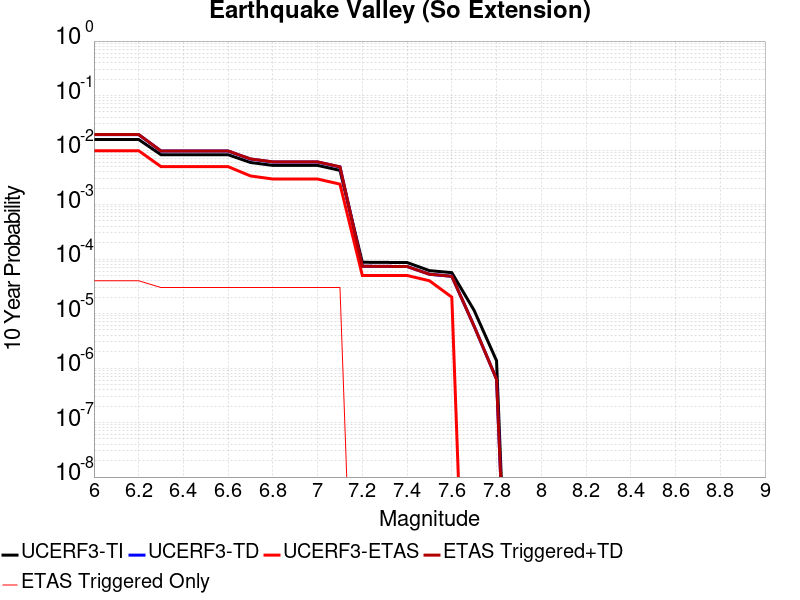 Earthquake Valley (So Extension)
10 0
10 -1
10 -2
10 -3
10 -4
10 -5
10 -6
10 -7
10 -8
10 Year Probability
6 6.2 6.4 6.6 6.8 7 7.2 7.4 7.6 7.8 8 8.2 8.4 8.6 8.8 9
Magnitude
UCERF3-TI UCERF3-TD UCERF3-ETAS ETAS Triggered+TD
ETAS Triggered Only